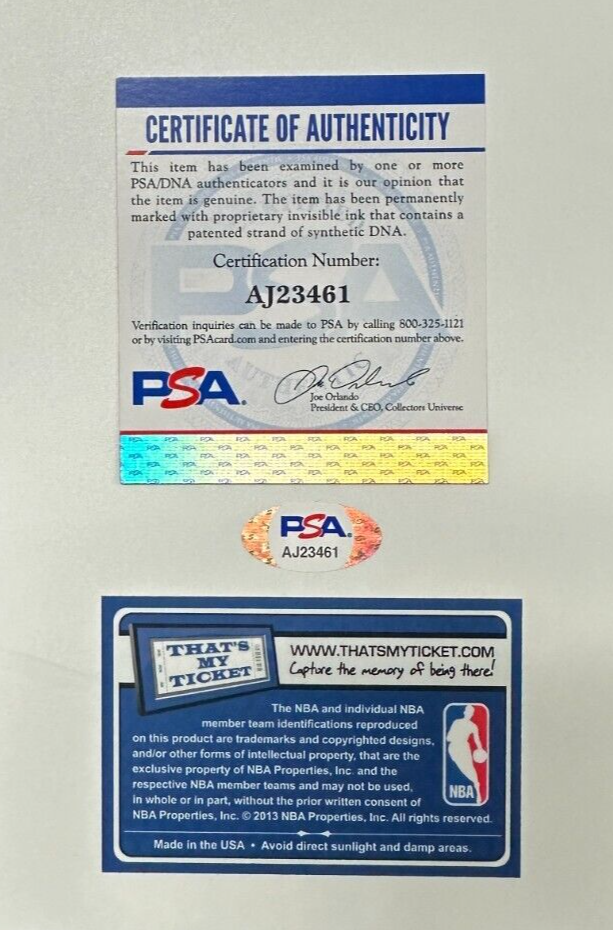 CERTIFICATE OF AUTHENTICITY
This item has been examined by one or more
PSA/DNA authenticators and it is our opinion that
the item is genuine. The item has been permanently
marked with proprietary invisible ink that contains a
patented strand of synthetic DNA.
Certification Number:
AJ23461
Verification inquiries can be made to PSA by calling 800-325-1121
or by visiting PSAcard.com and entering the certification number above.
PSA.
Joe Orlando
President & CEO, Collectors Universe
PSA.
AJ23461
THAT'S
MY
TICKET
WWW.THATSMYTICKET.COM
Capture the memory of being there!
The NBA and individual NBA
member team identifications reproduced
on this product are trademarks and copyrighted designs,
and/or other forms of intellectual property, that are the
exclusive property of NBA Properties, Inc. and the
respective NBA member teams and may not be used,
in whole or in part, without the prior written consent of
NBA Properties, Inc. © 2013 NBA Properties, Inc. All rights reserved.
NBA
Made in the USA • Avoid direct sunlight and damp areas.